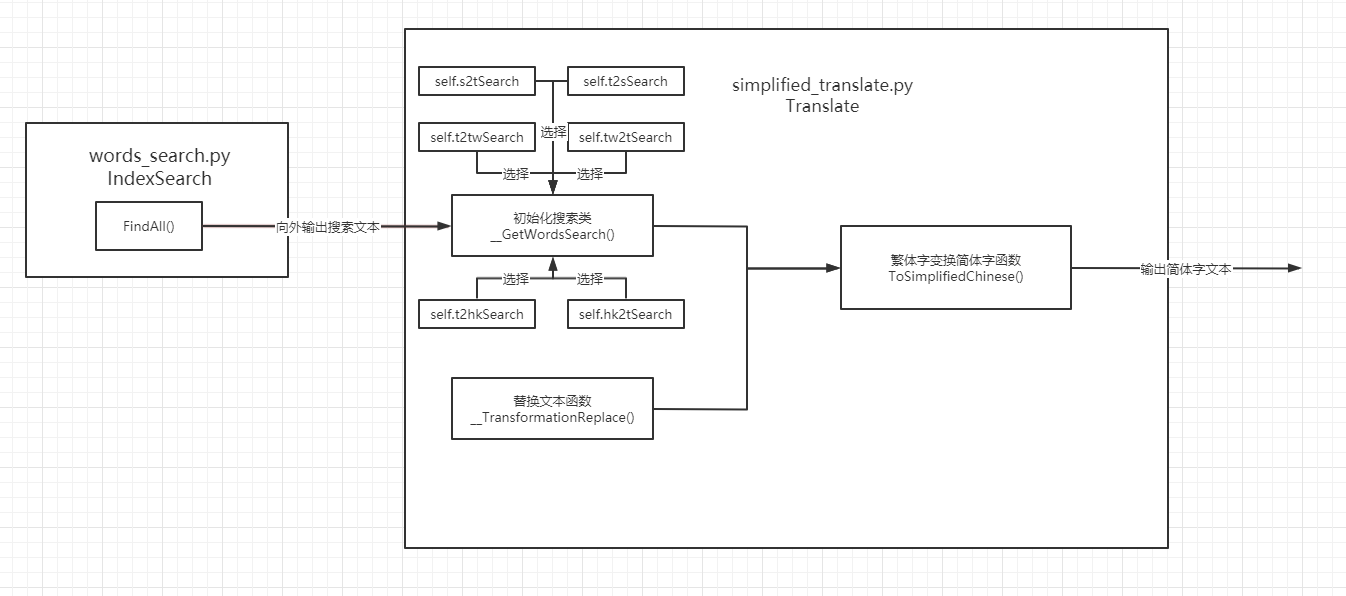 words_search.py
IndexSearch
FindAll()
向外输出搜索文本
simplified_translate.py
Translate
self.s2tSearch
self.t2sSearch
选择
self.t2twSearch
self.tw2tSearch
选择
选择
初始化搜索类
__GetWordsSearch()
选择
选择
self.t2hkSearch
self.hk2tSearch
替换文本函数
__TransformationReplace()
繁体字变换简体字函数
ToSimplifiedChinese()
输出简体字文本